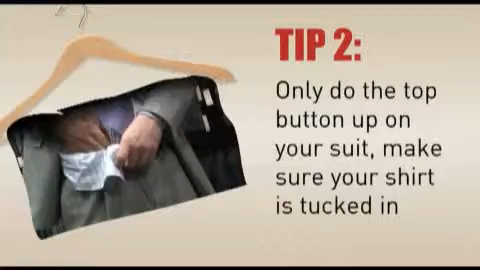 TIP 2:
Only do the top
button up on
your suit, make
sure your shirt
is tucked in